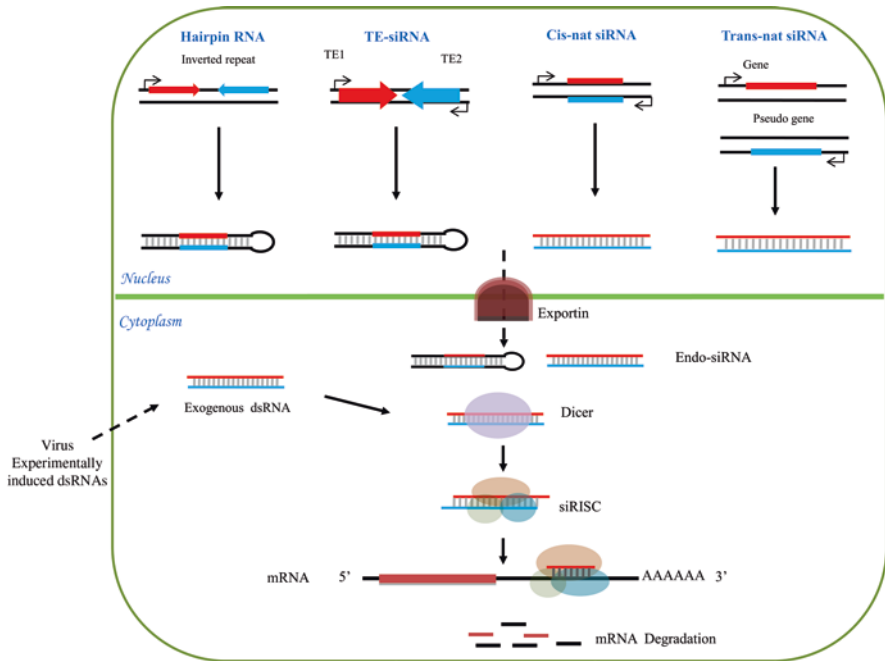 Hairpin RNA
Inverted repeat
TE-siRNA
TE1
TE2
Cis-nat siRNA
Trans-nat siRNA
Gene
Pseudo gene
Nucleus
Cytoplasm
Exportin
Endo-siRNA
Exogenous dsRNA
Dicer
Virus
Experimentally
induced dsRNAs
siRISC
mRNA 5’ AAAAAA 3’
mRNA Degradation